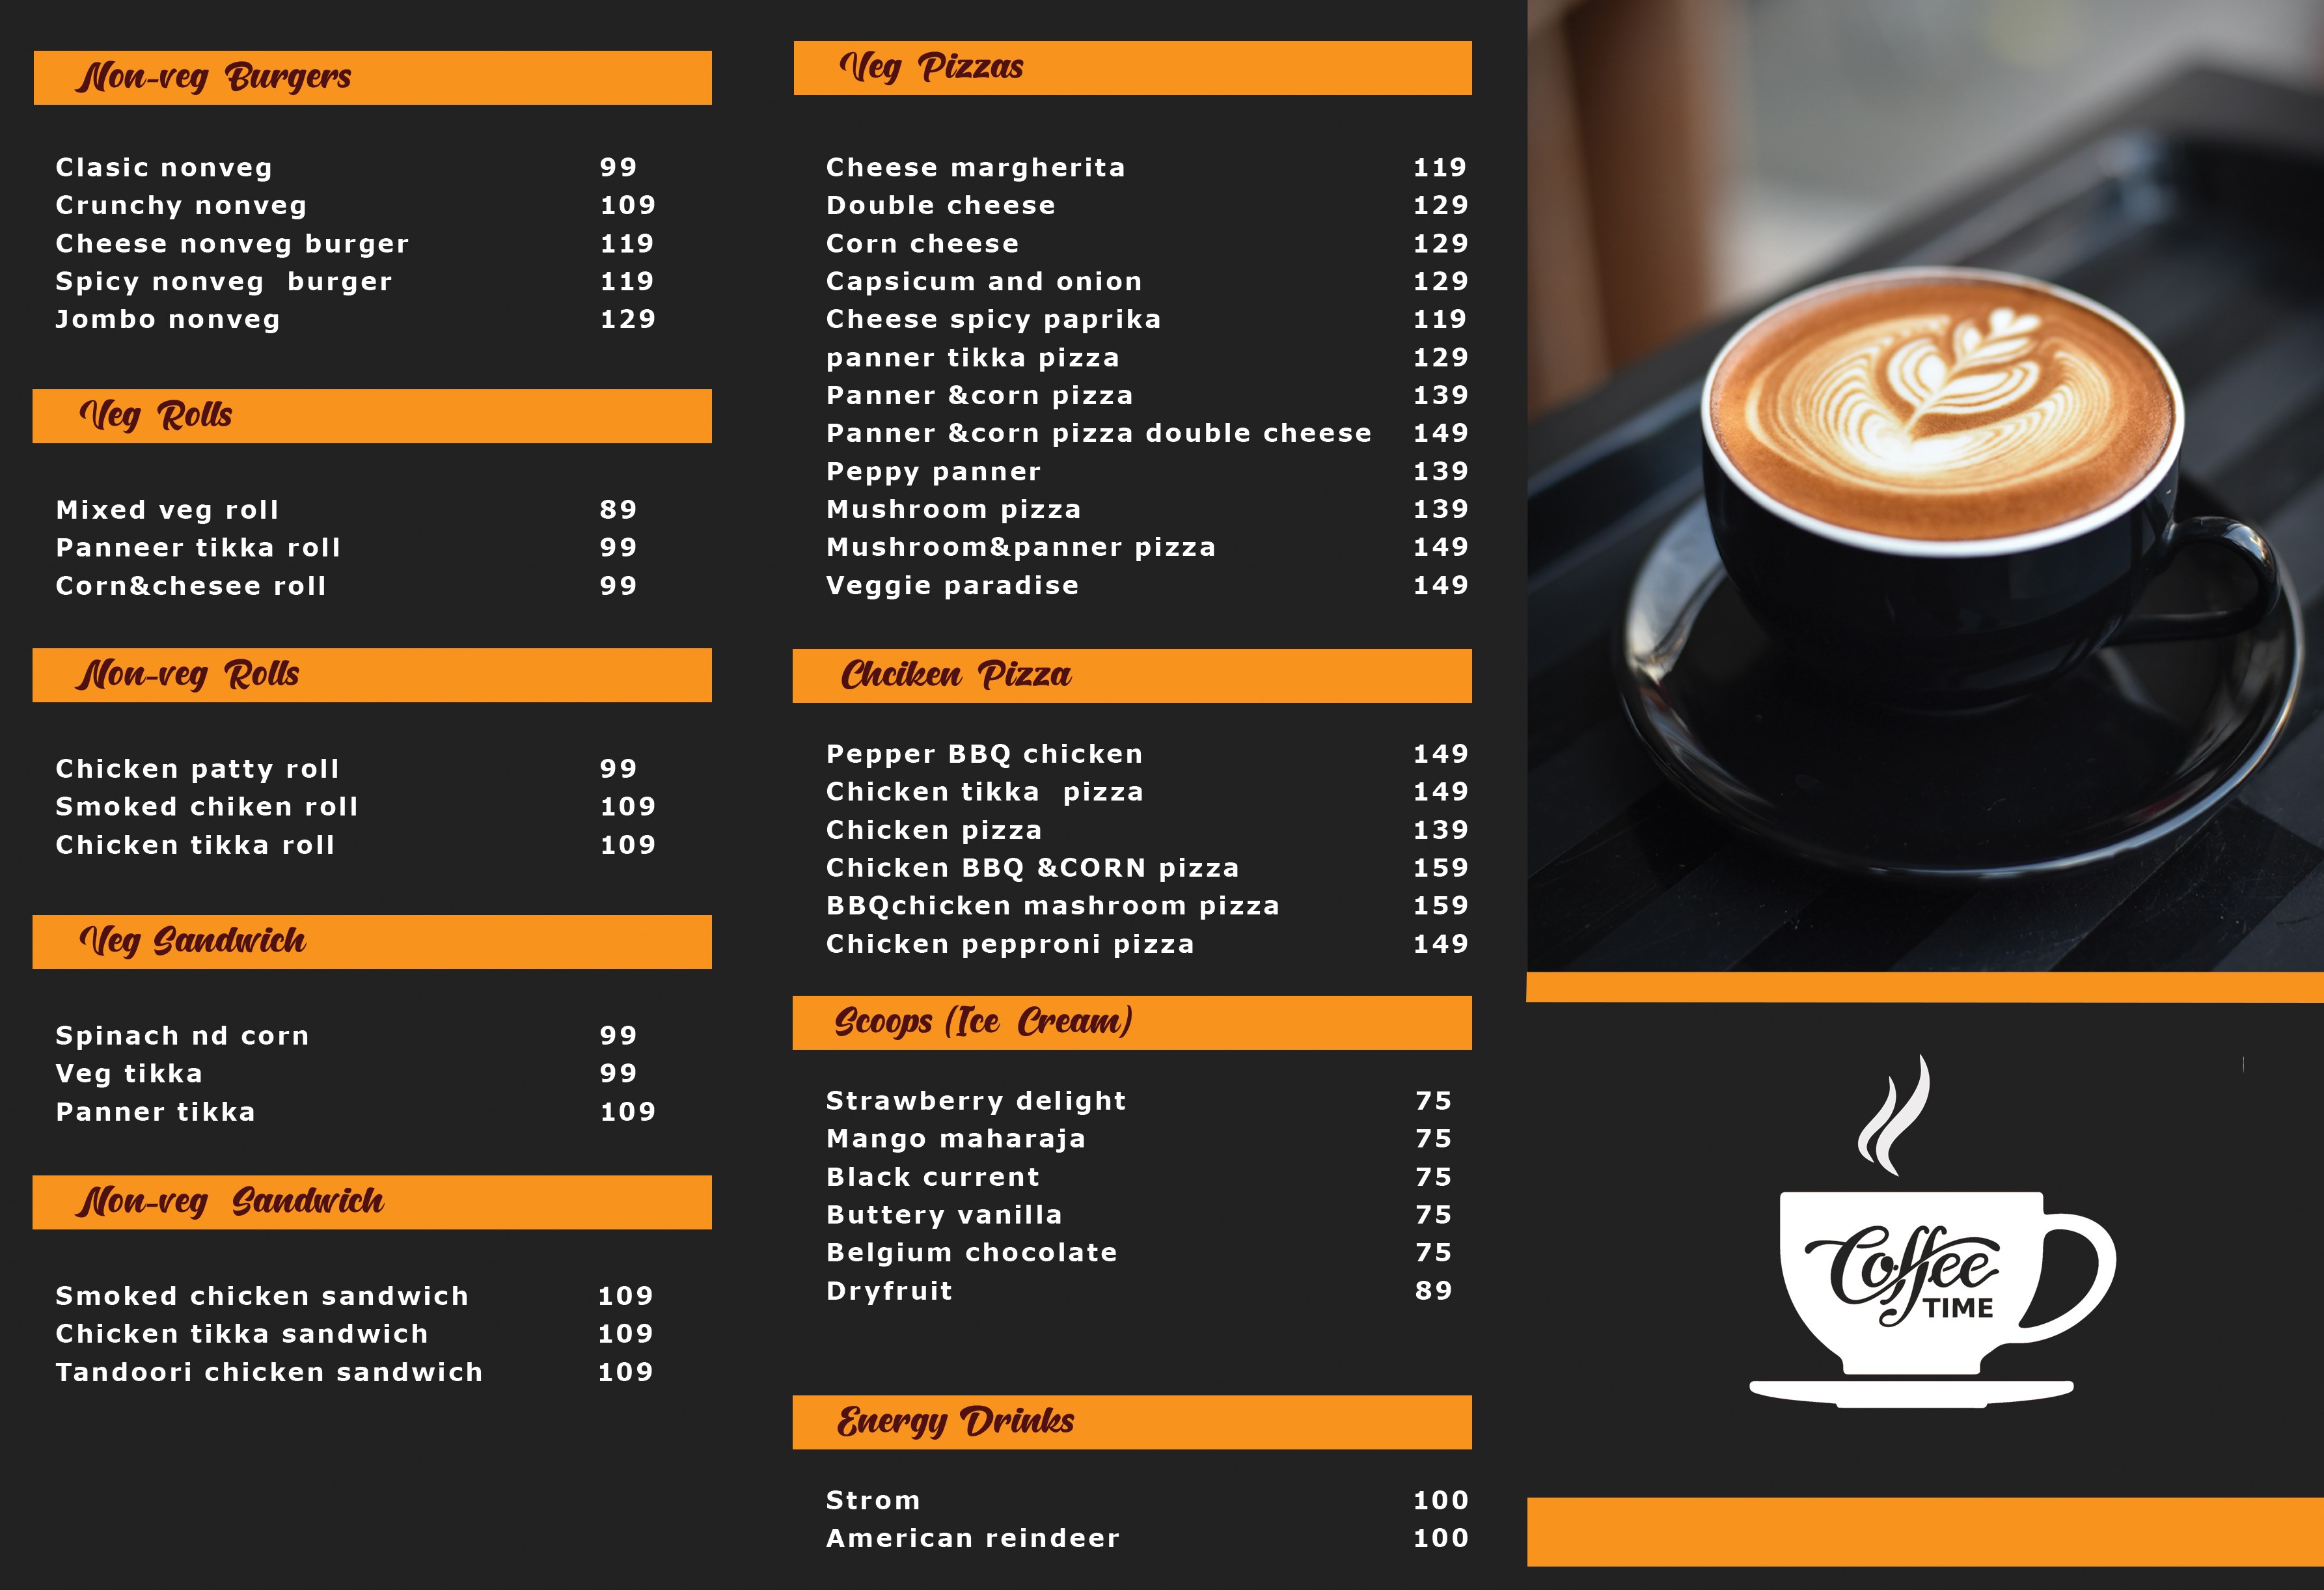 Non-veg Burgers
Clasic nonveg 99
Crunchy nonveg 109
Cheese nonveg burger 119
Spicy nonveg burger 119
Jombo nonveg 129
Veg Rolls
Mixed veg roll 89
Panneer tikka roll 99
Corn&chesee roll 99
Non-veg Rolls
Chicken patty roll 99
Smoked chiken roll 109
Chicken tikka roll 109
Veg Sandwich
Spinach nd corn 99
Veg tikka 99
Panner tikka 109
Non-veg Sandwich
Smoked chicken sandwich 109
Chicken tikka sandwich 109
Tandoori chicken sandwich 109
Veg Pizzas
Cheese margherita 119
Double cheese 129
Corn cheese 129
Capsicum and onion 129
Cheese spicy paprika 119
panner tikka pizza 129
Panner &corn pizza 139
Panner &corn pizza double cheese 149
Peppy panner 139
Mushroom pizza 139
Mushroom&panner pizza 149
Veggie paradise 149
Chciken Pizza
Pepper BBQ chicken 149
Chicken tikka pizza 149
Chicken pizza 139
Chicken BBQ &CORN pizza 159
BBQchicken mashroom pizza 159
Chicken pepproni pizza 149
Scoops (Ice Cream)
Strawberry delight 75
Mango maharaja 75
Black current 75
Buttery vanilla 75
Belgium chocolate 75
Dryfruit 89
Energy Drinks
Strom 100
American reindeer 100
Coffee
TIME